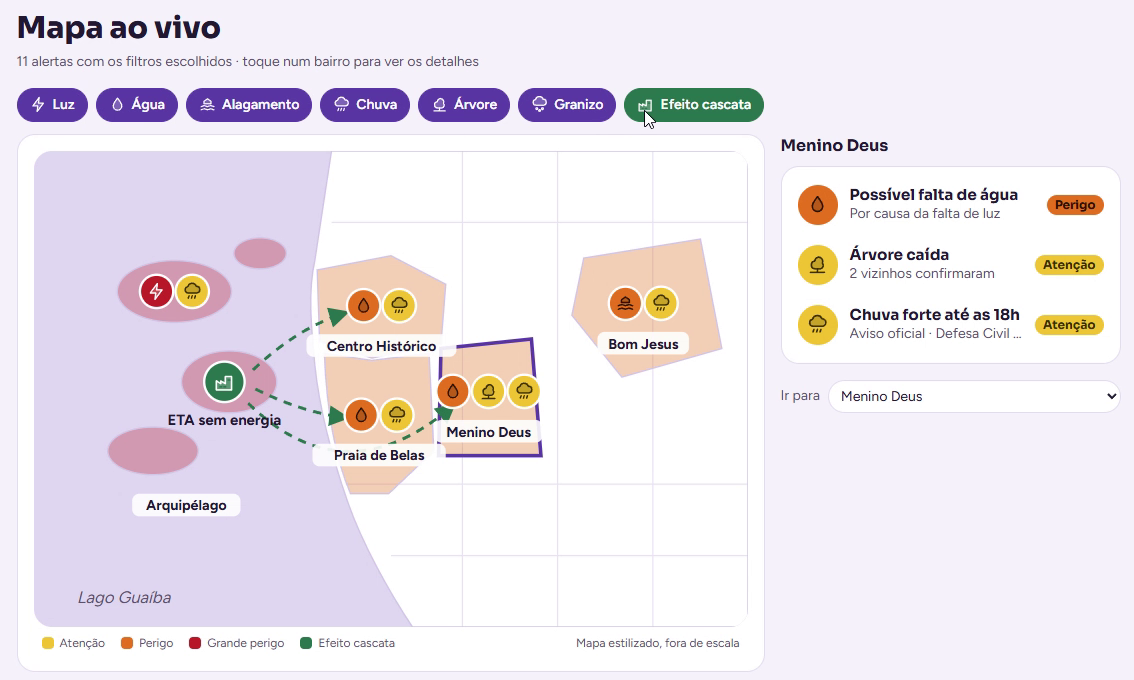 Mapa ao vivo
11 alertas com os filtros escolhidos · toque num bairro para ver os detalhes
Luz
Água
Alagamento
Chuva
Árvore
Granizo
Efeito cascata
Centro Histórico
Bom Jesus
ETA sem energia
Menino Deus
Praia de Belas
Arquipélago
Lago Guaíba
Atenção
Perigo
Grande perigo
Efeito cascata
Mapa estilizado, fora de escala
Menino Deus
Possível falta de água
Por causa da falta de luz
Perigo
Árvore caída
2 vizinhos confirmaram
Atenção
Chuva forte até as 18h
Aviso oficial · Defesa Civil ...
Atenção
Ir para
Menino Deus